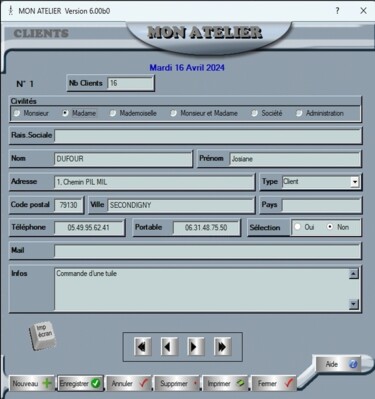 MON ATELIER Version 6.00b0
CLIENTS
MON ATELIER
Mardi 16 Avril 2024
N° 1
Nb Clients 16
Civilités
Monsieur Madame Mademoiselle Monsieur et Madame Société Administration
Rais Sociale
Nom DUFOUR Prénom Josiane
Adresse 1, Chemin PIL MIL Type Client
Code postal 79130 Ville SECONDIGNY Pays
Téléphone 05.49.95.62.41 Portable 06.31.48.75.50 Sélection Oui Non
Mail
Infos Commande d'une tuile
Imp écran
Aide
Nouveau Enregistrer Annuler Supprimer Imprimer Fermer